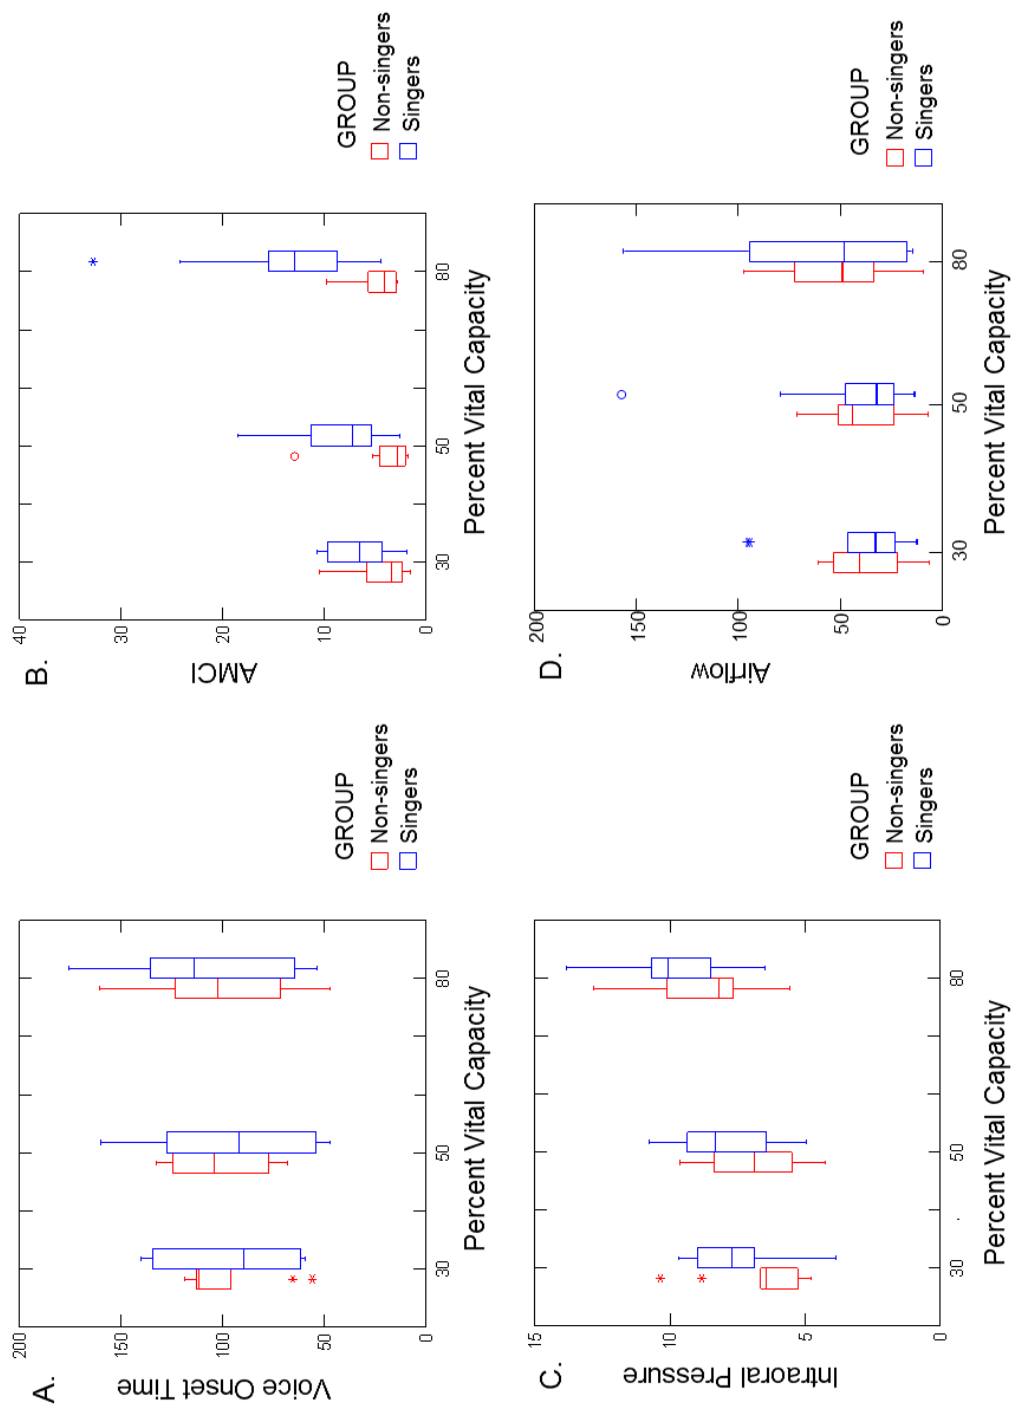 A.
Voice Onset Time
200
150
100
50
0
30
50
80
Percent Vital Capacity
GROUP
Non-singers
Singers
B.
AMCI
40
30
20
10
0
30
50
80
Percent Vital Capacity
GROUP
Non-singers
Singers
C.
Intraoral Pressure
15
10
5
0
30
50
80
Percent Vital Capacity
GROUP
Non-singers
Singers
D.
Airflow
200
150
100
50
0
30
50
80
Percent Vital Capacity
GROUP
Non-singers
Singers